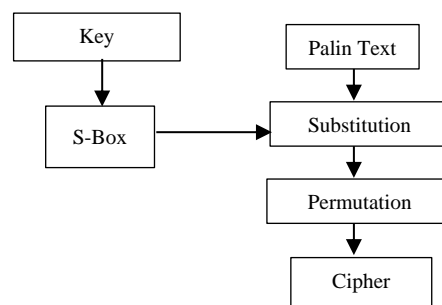 Key
Palin Text
S-Box
Substitution
Permutation
Cipher